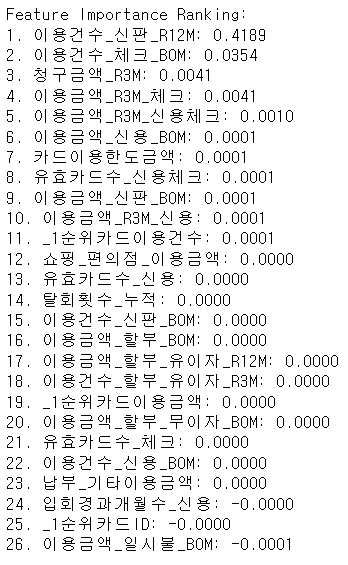 Feature Importance Ranking:
1. 이용건수_신판_R12M: 0.4189
2. 이용건수_체크_BOM: 0.0354
3. 청구금액_R3M: 0.0041
4. 이용금액_R3M_체크: 0.0041
5. 이용금액_R3M_신용체크: 0.0010
6. 이용금액_신용_BOM: 0.0001
7. 카드이용한도금액: 0.0001
8. 유효카드수_신용체크: 0.0001
9. 이용금액_신판_BOM: 0.0001
10. 이용금액_R3M_신용: 0.0001
11. _1순위카드이용건수: 0.0001
12. 쇼핑_편의점_이용금액: 0.0000
13. 유효카드수_신용: 0.0000
14. 탈회횟수_누적: 0.0000
15. 이용건수_신판_BOM: 0.0000
16. 이용금액_할부_BOM: 0.0000
17. 이용금액_할부_유이자_R12M: 0.0000
18. 이용건수_할부_유이자_R3M: 0.0000
19. _1순위카드이용금액: 0.0000
20. 이용금액_할부_무이자_BOM: 0.0000
21. 유효카드수_체크: 0.0000
22. 이용건수_신용_BOM: 0.0000
23. 납부_기타이용금액: 0.0000
24. 입회경과개월수_신용: -0.0000
25. _1순위카드ID: -0.0000
26. 이용금액_일시불_BOM: -0.0001